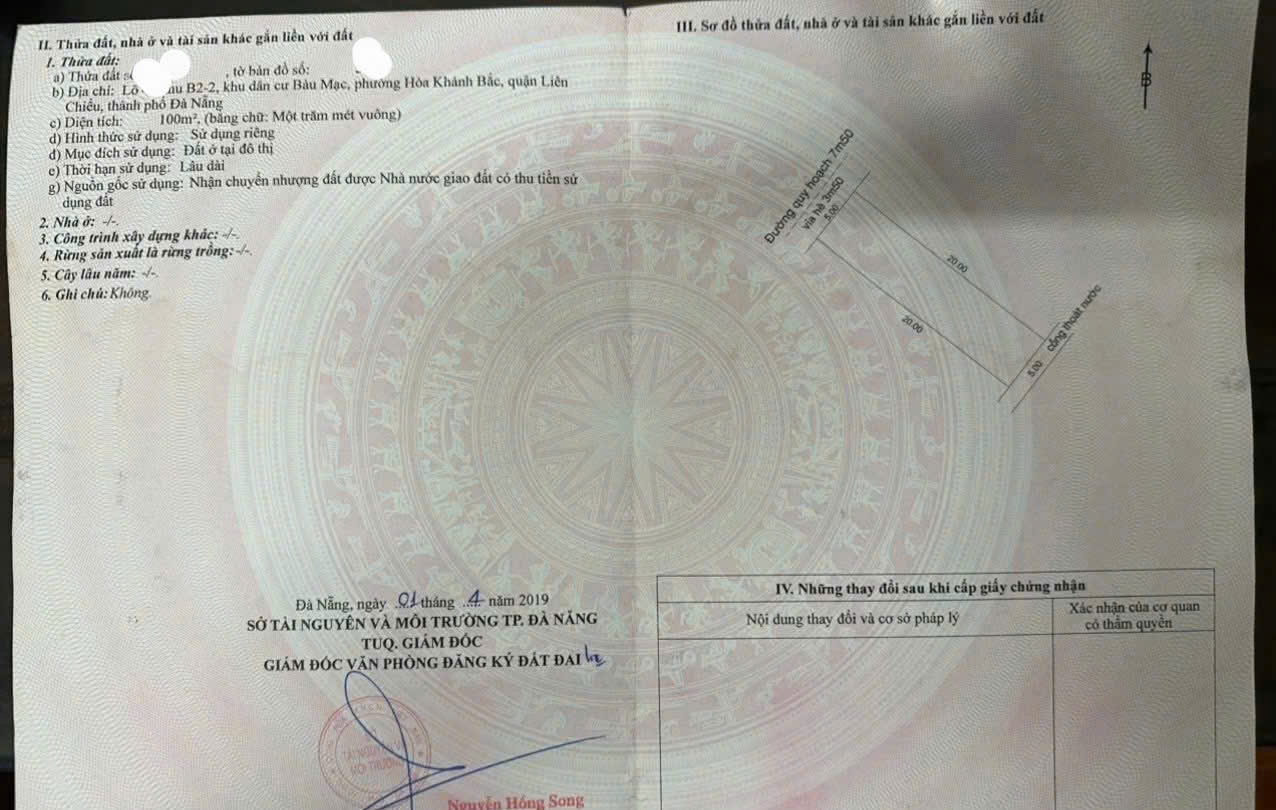 II. Thửa đất, nhà ở và tài sản khác gắn liền với đất
1. Thửa đất:
a) Thửa đất , tờ bản đồ số:
b) Địa chỉ: B2-2, khu dân cư Bàu Mạc, phường Hòa Khánh Bắc, quận Liên
Chiểu, thành phố Đà Nẵng
c) Diện tích: 100m², (bằng chữ: Một trăm mét vuông)
d) Hình thức sử dụng: Sử dụng riêng
đ) Mục đích sử dụng: Đất ở tại đô thị
e) Thời hạn sử dụng: Lâu dài
g) Nguồn gốc sử dụng: Nhận chuyển nhượng đất được Nhà nước giao đất có thu tiền sử
dụng đất
2. Nhà ở: -/-.
3. Công trình xây dựng khác: -/-.
4. Rừng sản xuất là rừng trồng: -/-.
5. Cây lâu năm: -/-.
6. Ghi chú: Không.
Đà Nẵng, ngày 01 tháng 4 năm 2019
SỞ TÀI NGUYÊN VÀ MÔI TRƯỜNG TP. ĐÀ NẴNG
TUQ. GIÁM ĐỐC
GIÁM ĐỐC VĂN PHÒNG ĐĂNG KÝ ĐẤT ĐAI
TÀI NGUYÊN VÀ
MÔI TRƯỜNG
Nguyễn Hồng Song
III. Sơ đồ thửa đất, nhà ở và tài sản khác gắn liền với đất
B
Đường quy hoạch 7m50
vỉa hè 3m50
5.00
20.00
20.00
5.00
cống thoát nước
IV. Những thay đổi sau khi cấp giấy chứng nhận
Nội dung thay đổi và cơ sở pháp lý
Xác nhận của cơ quan
có thẩm quyền